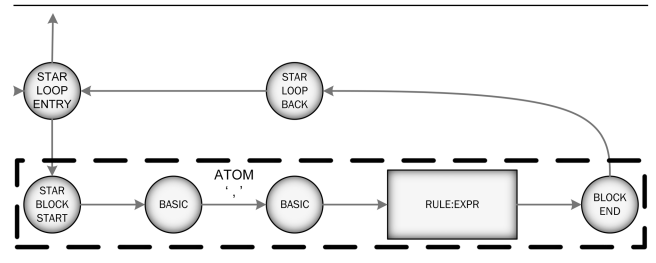 STAR
LOOP
ENTRY
STAR
LOOP
BACK
ATOM
‘ , ’
STAR
BLOCK
START
BASIC
BASIC
RULE:EXPR
BLOCK
END